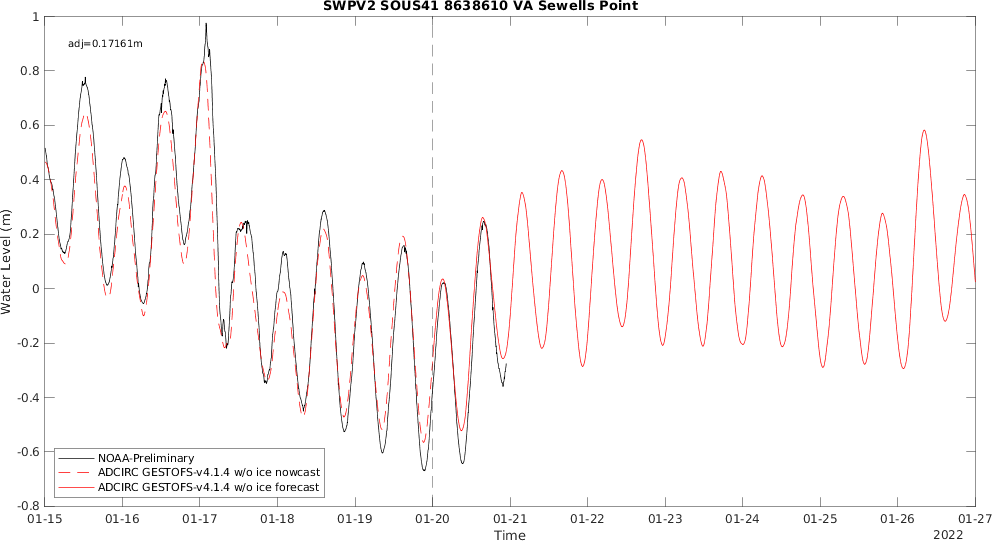 SWPV2 SOUS41 8638610 VA Sewells Point
adj=0.17161m
1
0.8
0.6
0.4
0.2
0
-0.2
-0.4
-0.6
-0.8
Water Level (m)
NOAA-Preliminary
ADCIRC GESTOFS-v4.1.4 w/o ice nowcast
ADCIRC GESTOFS-v4.1.4 w/o ice forecast
01-15 01-16 01-17 01-18 01-19 01-20 01-21 01-22 01-23 01-24 01-25 01-26 01-27
Time
2022